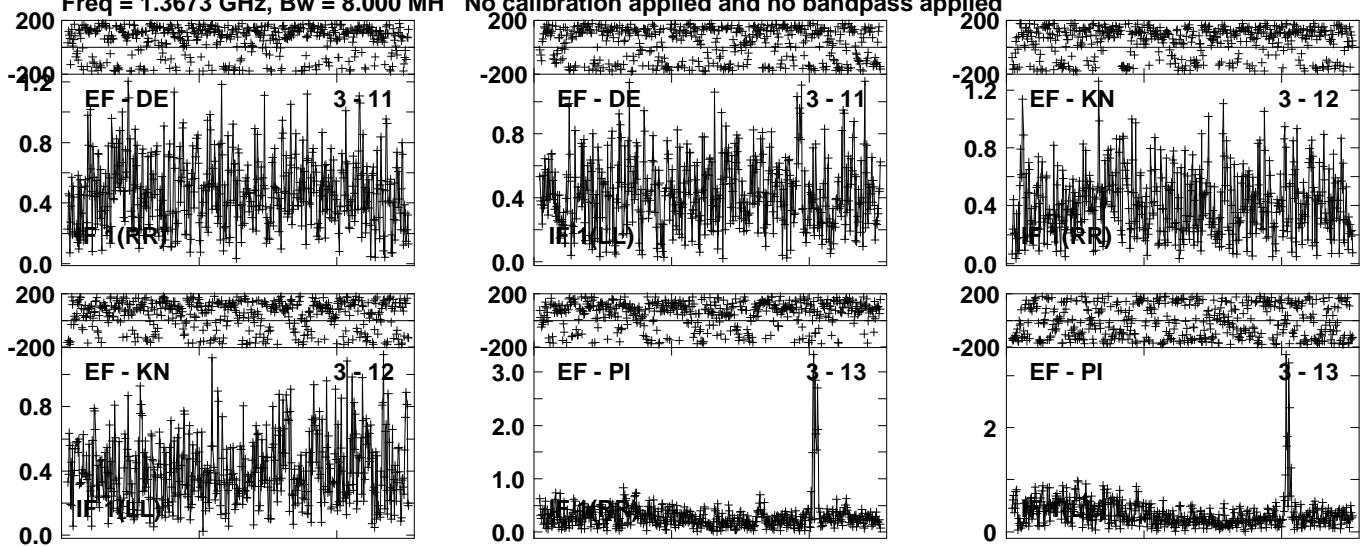 Freq = 1.3673 GHz, Bw = 8.000 MH No calibration applied and no bandpass applied
200
-200
1.2
0.8
0.4
0.0
EF - DE
3 - 11
IF 1(RR)
-200
0.8
0.4
0.0
EF - DE
3 - 11
IF 1(LL)
200
-200
1.2
0.8
0.4
0.0
EF - KN
3 - 12
IF 1(RR)
200
-200
0.8
0.4
0.0
EF - KN
3 - 12
IF 1(LL)
200
-200
3.0
2.0
1.0
0.0
EF - PI
3 - 13
IF 1(RR)
200
-200
2
0
EF - PI
3 - 13